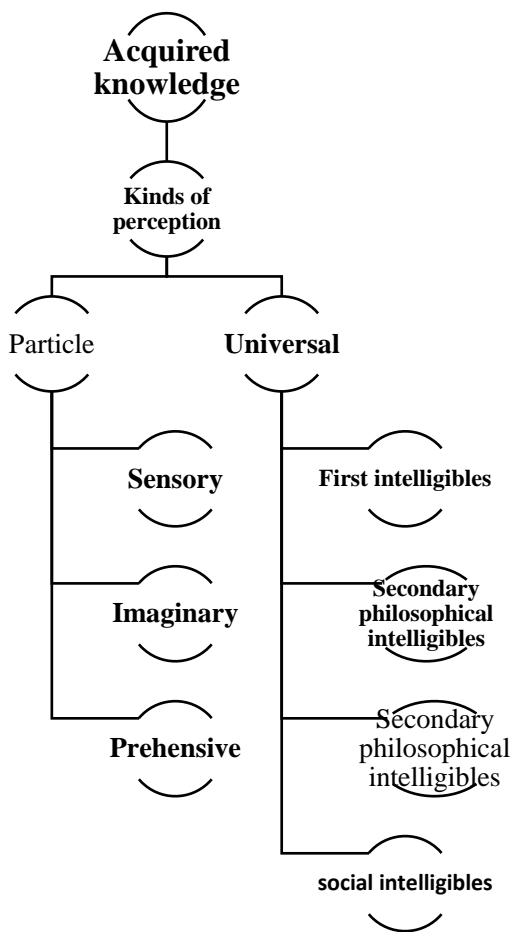 Acquired
knowledge
Kinds of
perception
Particle
Universal
Sensory
First intelligibles
Imaginary
Secondary
philosophical
intelligibles
Prehensive
Secondary
philosophical
intelligibles
social intelligibles